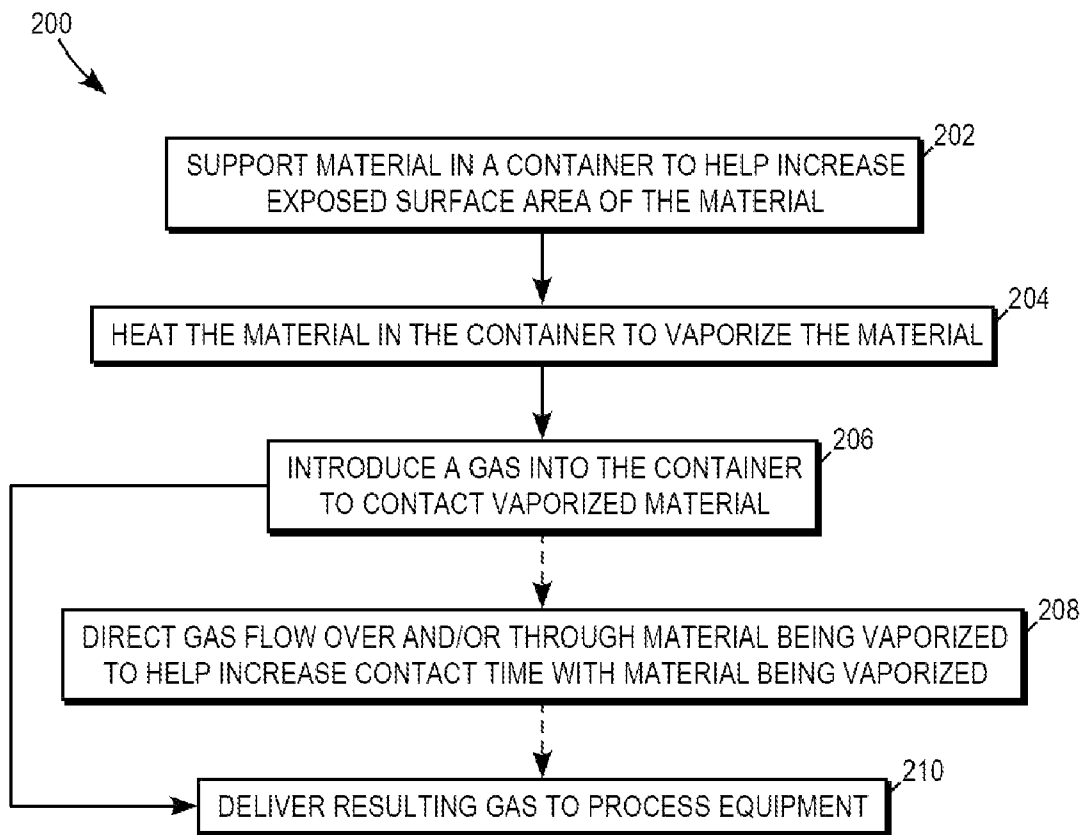 200
202
SUPPORT MATERIAL IN A CONTAINER TO HELP INCREASE
EXPOSED SURFACE AREA OF THE MATERIAL
204
HEAT THE MATERIAL IN THE CONTAINER TO VAPORIZE THE MATERIAL
206
INTRODUCE A GAS INTO THE CONTAINER
TO CONTACT VAPORIZED MATERIAL
208
DIRECT GAS FLOW OVER AND/OR THROUGH MATERIAL BEING VAPORIZED
TO HELP INCREASE CONTACT TIME WITH MATERIAL BEING VAPORIZED
210
DELIVER RESULTING GAS TO PROCESS EQUIPMENT